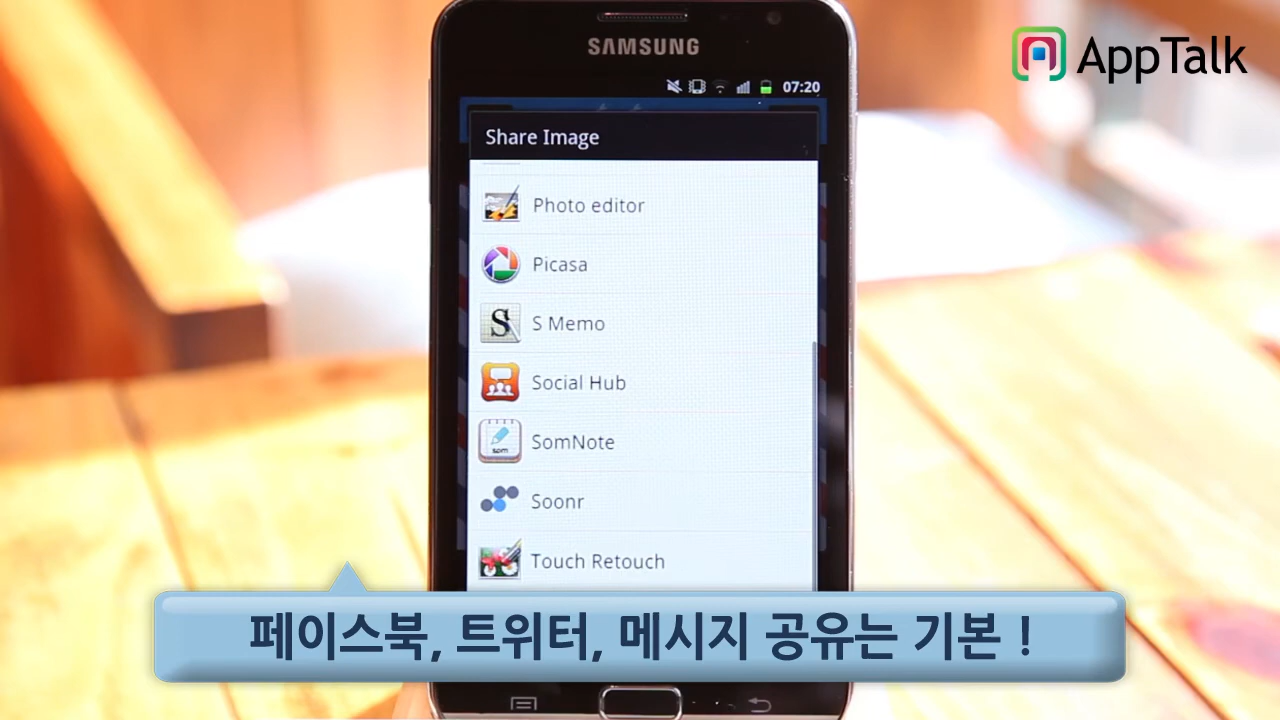 AppTalk
SAMSUNG
07:20
Share Image
Photo editor
Picasa
S Memo
Social Hub
SomNote
som
Soonr
Touch Retouch
페이스북, 트위터, 메시지 공유는 기본 !